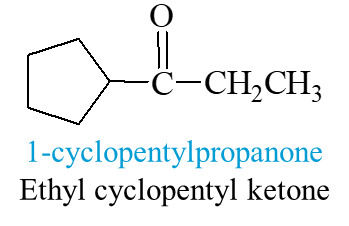 O
C–CH₂CH₃
1-cyclopentylpropanone
Ethyl cyclopentyl ketone